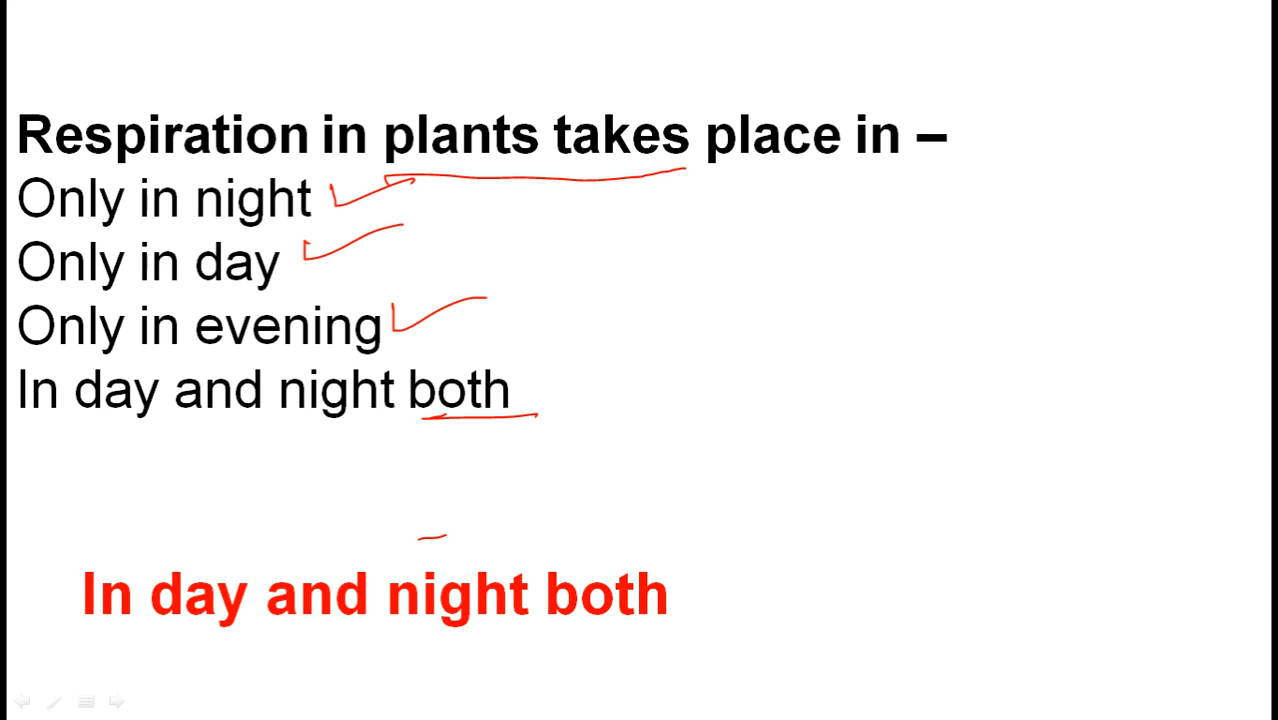 Respiration in plants takes place in –
Only in night
Only in day
Only in evening
In day and night both
In day and night both